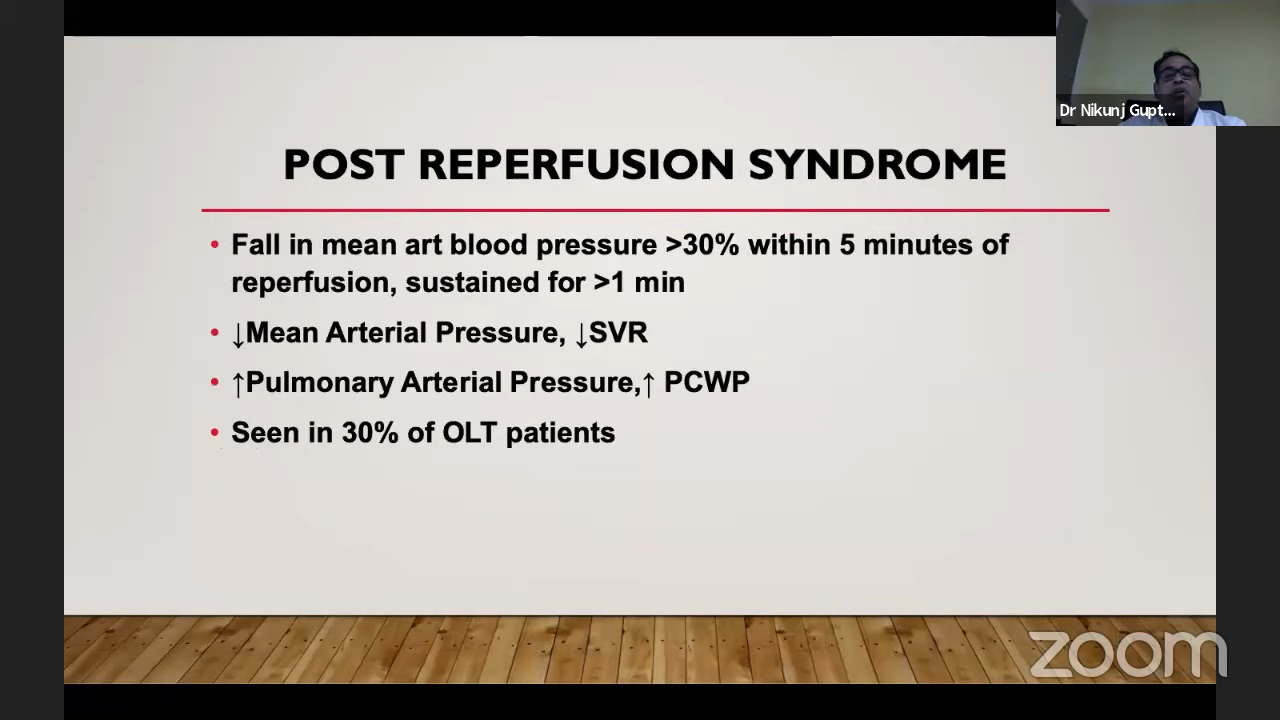 Dr Nikunj Gupt...
POST REPERFUSION SYNDROME
• Fall in mean art blood pressure >30% within 5 minutes of
reperfusion, sustained for >1 min
• ↓Mean Arterial Pressure, ↓SVR
• ↑Pulmonary Arterial Pressure,↑ PCWP
• Seen in 30% of OLT patients
zoom